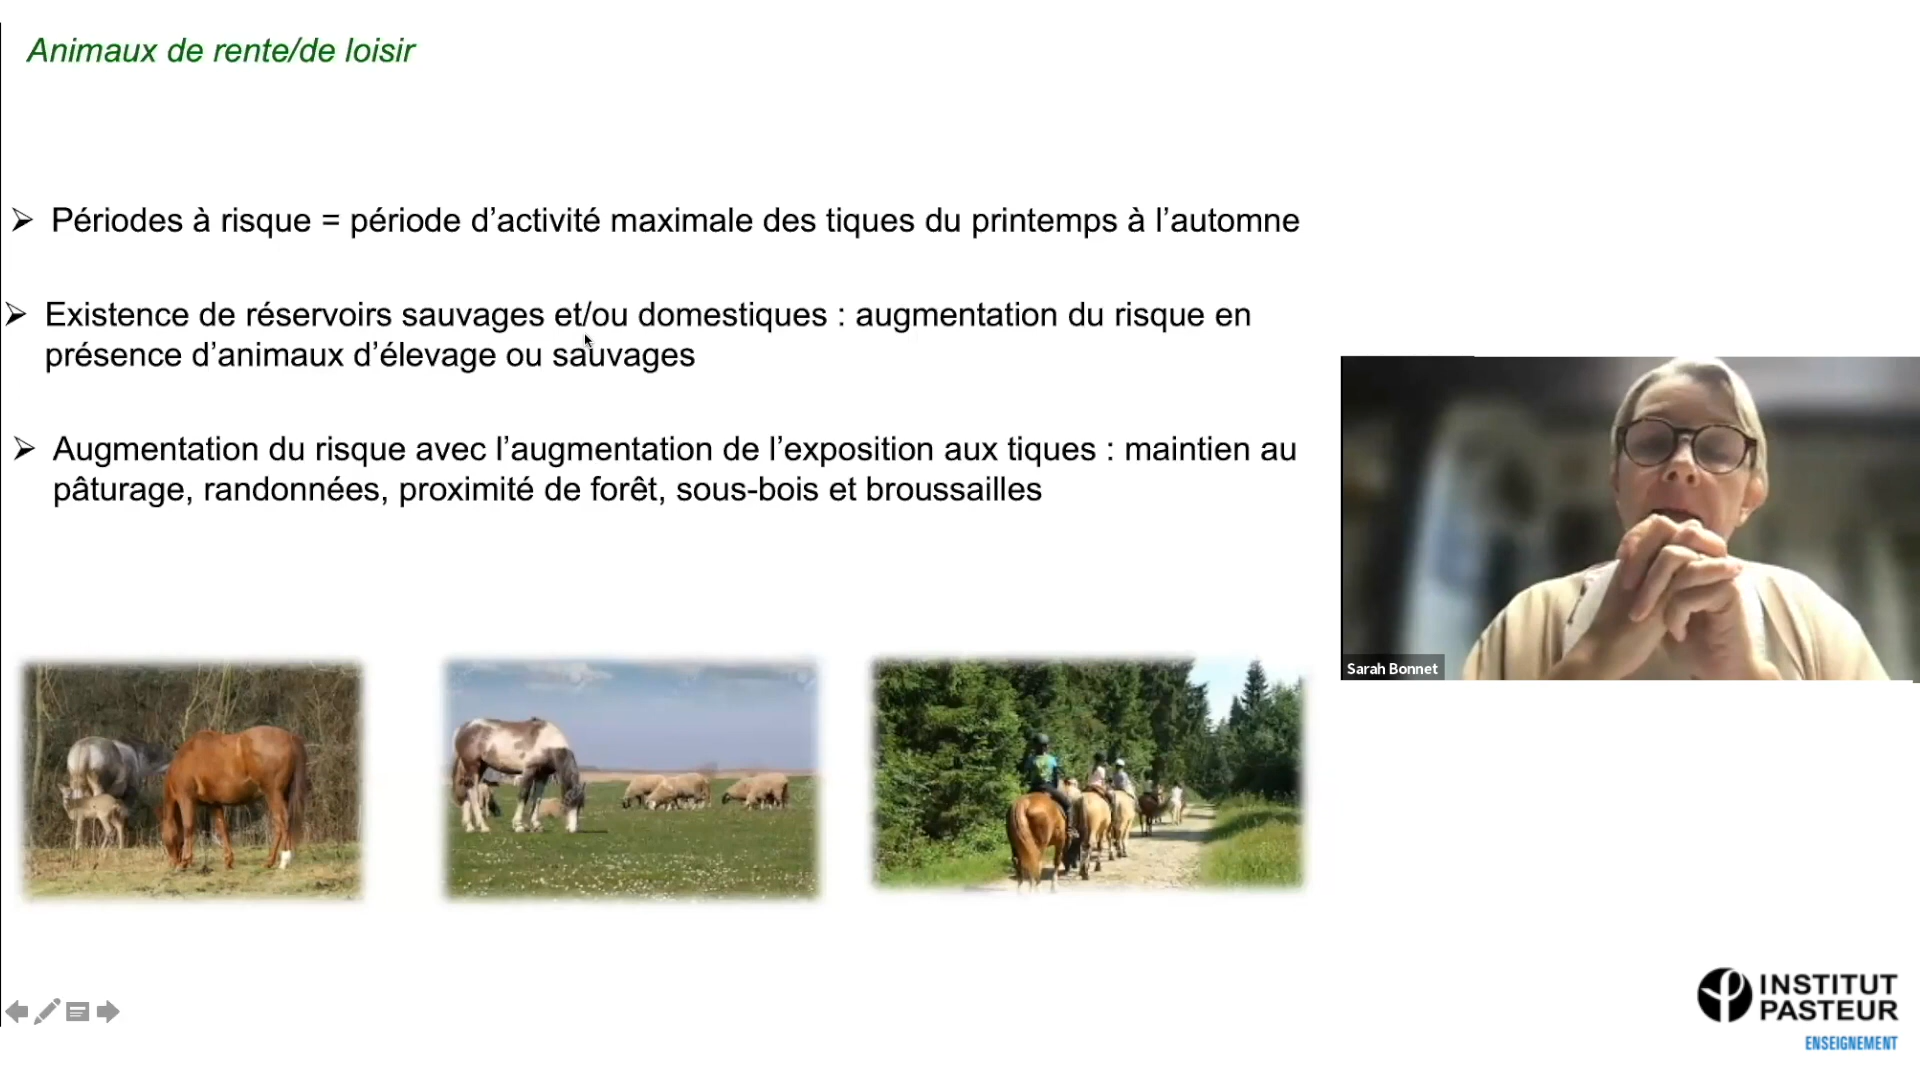 Animaux de rente/de loisir
➢ Périodes à risque = période d’activité maximale des tiques du printemps à l’automne
➢ Existence de réservoirs sauvages et/ou domestiques : augmentation du risque en
présence d’animaux d’élevage ou sauvages
➢ Augmentation du risque avec l’augmentation de l’exposition aux tiques : maintien au
pâturage, randonnées, proximité de forêt, sous-bois et broussailles
Sarah Bonnet
INSTITUT
PASTEUR
ENSEIGNEMENT